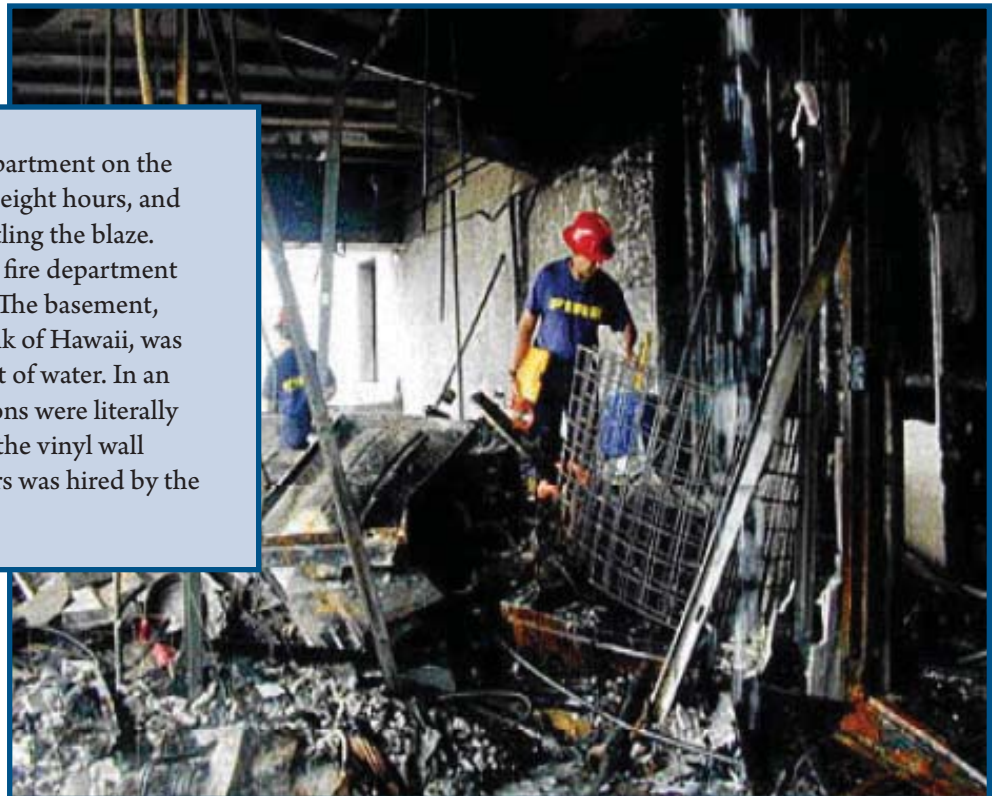 partment on the
eight hours, and
ling the blaze.
fire department
The basement,
k of Hawaii, was
t of water. In an
ons were literally
the vinyl wall
rs was hired by the
FIRE